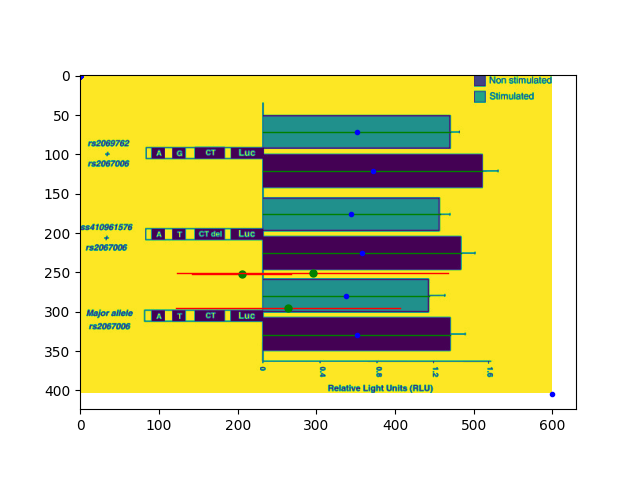 Non stimulated
Stimulated
rs2069762
+
rs2067006
A G CT Luc
ss410961576
+
rs2067006
A T CT del Luc
Major allele
rs2067006
A T CT Luc
0 0.4 0.8 1.2 1.6
Relative Light Units (RLU)
0
50
100
150
200
250
300
350
400
0 100 200 300 400 500 600